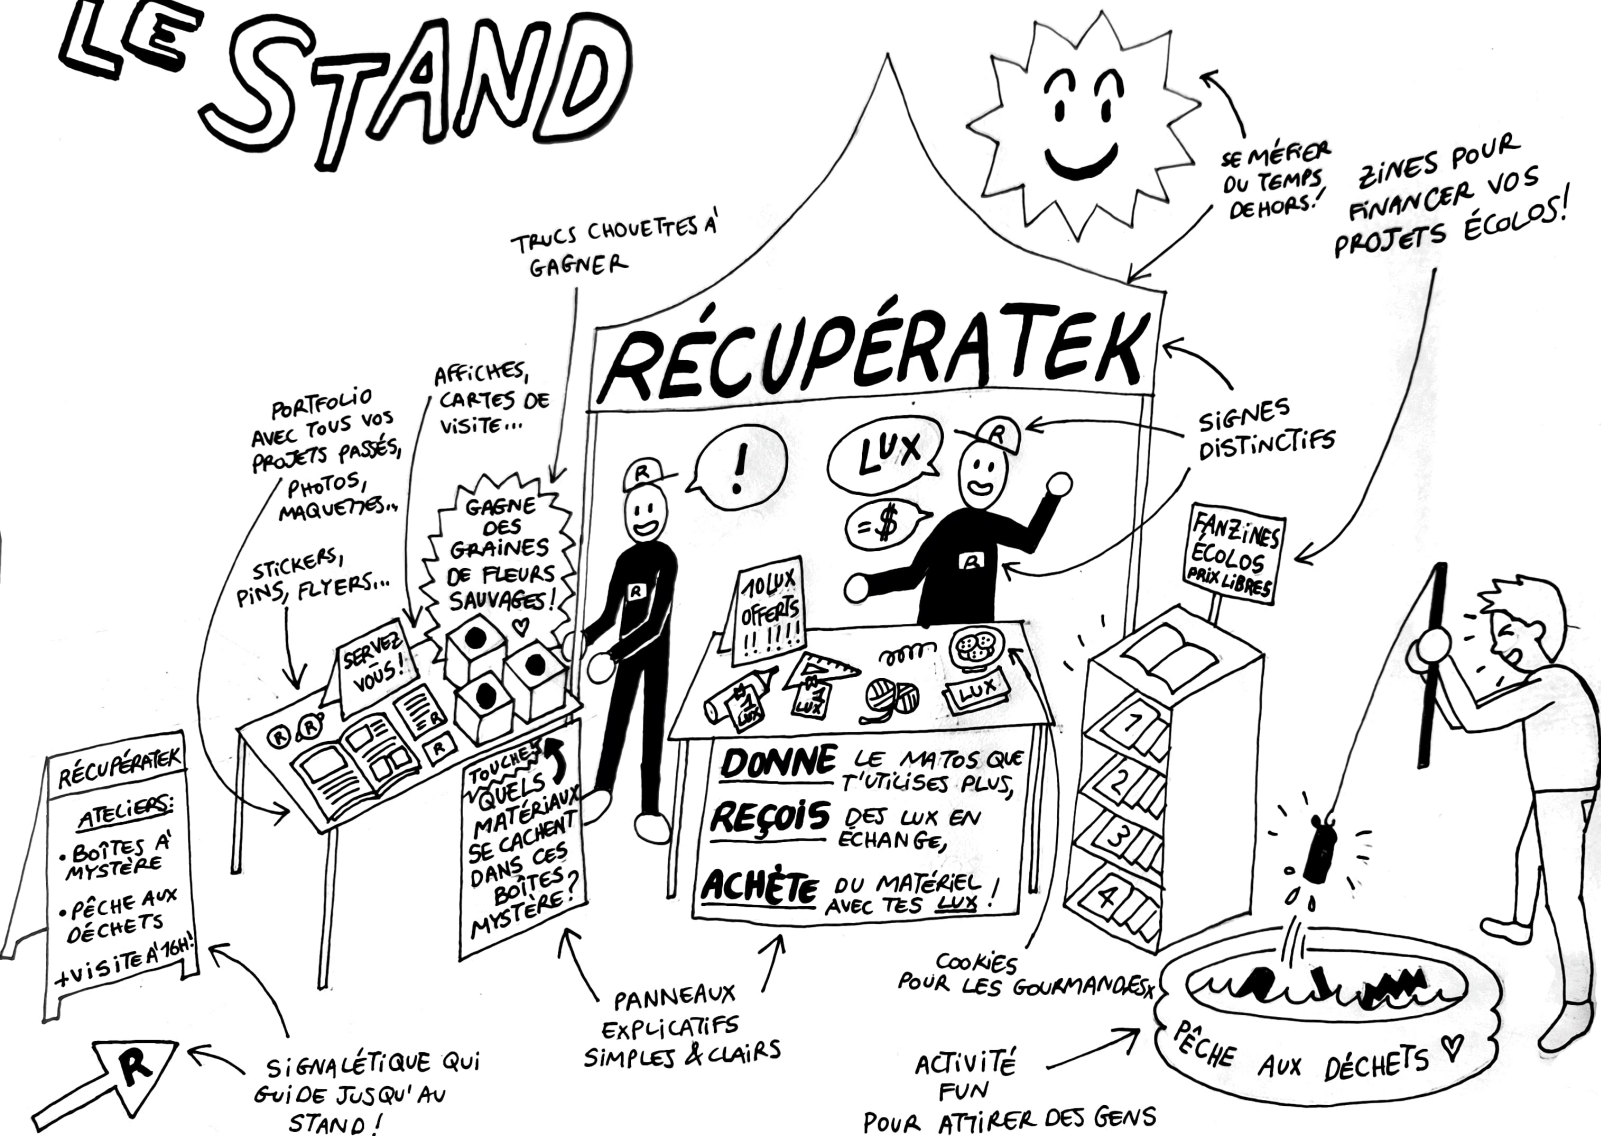 LE STAND
SE MÉFIER
DU TEMPS
DEHORS!
ZINES POUR
FINANCER VOS
PROJETS ÉCOLOS!
TRUCS CHOUETTES À
GAGNER
RÉCUPÉRATEK
AFFICHES,
CARTES DE
VISITE...
PORTFOLIO
AVEC TOUS VOS
PROJETS PASSÉS,
PHOTOS,
MAQUETTES...
STICKERS,
PINS, FLYERS...
SIGNES
DISTINCTIFS
GAGNE
DES
GRAINES
DE FLEURS
SAUVAGES!
R
!
LUX
= $
R
R
R
FANZINES
ÉCOLOS
PRIX LIBRES
10 LUX
OFFERTS
!! !!!!
SERVEZ
-VOUS!
R
R
R
R
1
LUX
1
LUX
LUX
TOUCHE!
QUELS
MATÉRIAUX
SE CACHENT
DANS CES
BOÎTES
MYSTÈRE?
DONNE LE MATOS QUE
T'UTILISES PLUS,
REÇOIS DES LUX EN
ÉCHANGE,
ACHÈTE DU MATÉRIEL
AVEC TES LUX!
1
2
3
4
RÉCUPÉRATEK
ATELIERS:
• BOÎTES À
MYSTÈRE
• PÊCHE AUX
DÉCHETS
+ VISITE À 16H!
R
SIGNALÉTIQUE QUI
GUIDE JUSQU'AU
STAND!
PANNEAUX
EXPLICATIFS
SIMPLES & CLAIRS
COOKIES
POUR LES GOURMANDxESx
ACTIVITÉ
FUN
POUR ATTIRER DES GENS
PÊCHE AUX DÉCHETS